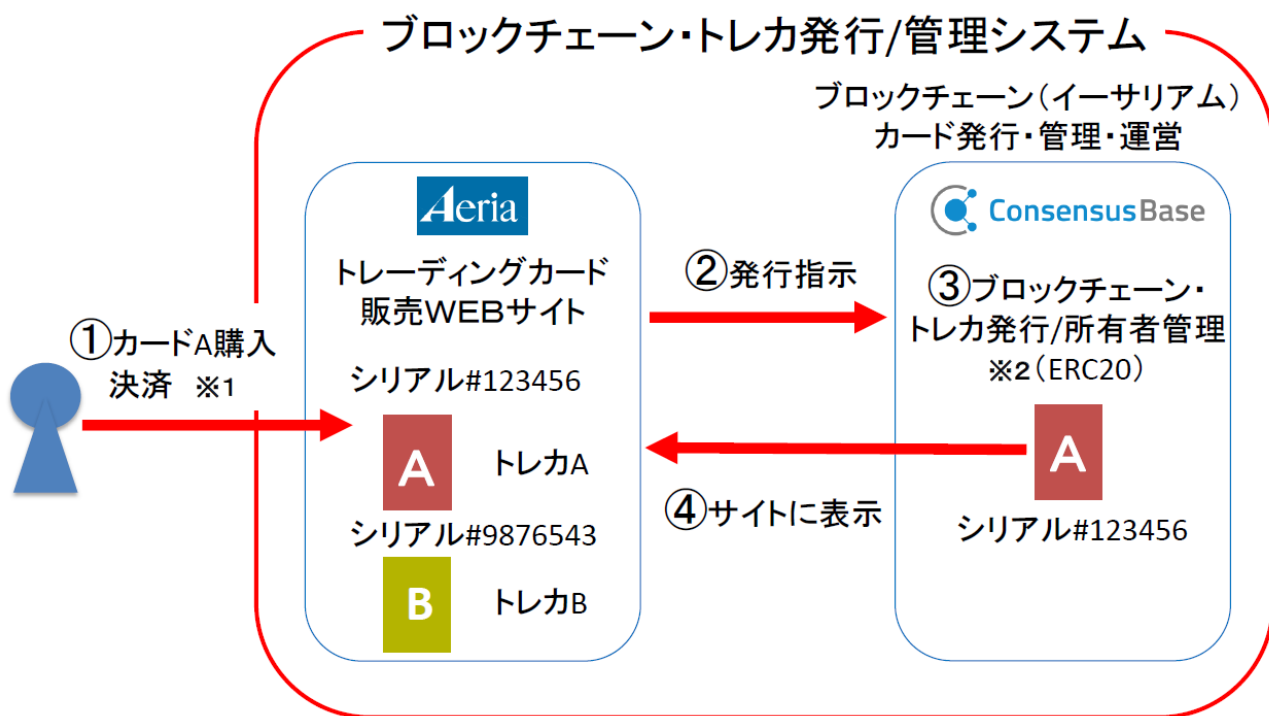 ブロックチェーン・トレカ発行/管理システム
ブロックチェーン（イーサリアム）
カード発行・管理・運営
Aeria
トレーディングカード
販売WEBサイト
シリアル#123456
A
トレカA
シリアル#9876543
B
トレカB
①カードA購入
決済 ※1
②発行指示
ConsensusBase
③ブロックチェーン・
トレカ発行/所有者管理
※2（ERC20）
A
シリアル#123456
④サイトに表示